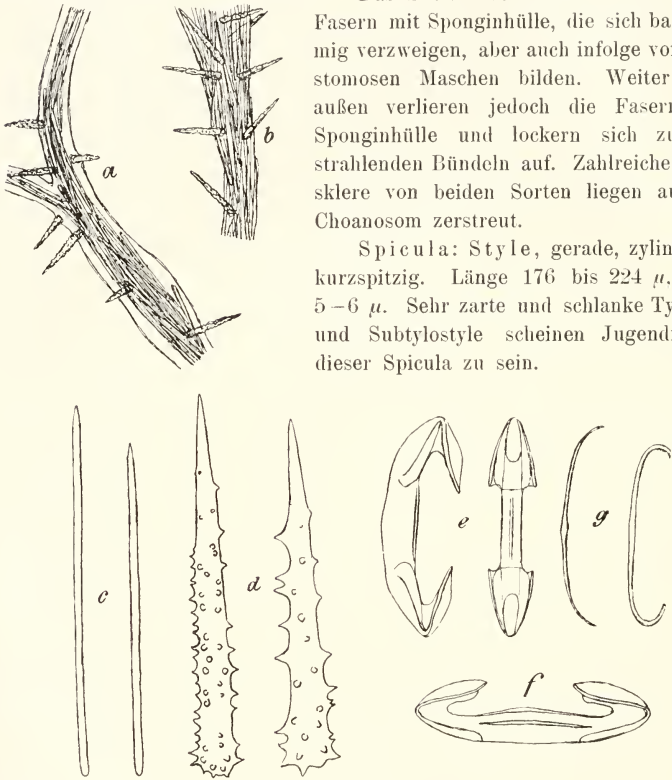 Fasern mit Sponginhülle, die sich ba
mig verzweigen, aber auch infolge vo
stomosen Maschen bilden. Weiter
außen verlieren jedoch die Faser
Sponginhülle und lockern sich zu
strahlenden Bündeln auf. Zahlreiche
sklere von beiden Sorten liegen au
Choanosom zerstreut.
Spicula: Style, gerade, zylin
kurzspitzig. Länge 176 bis 224 µ.
5–6 µ. Sehr zarte und schlanke Ty
und Subtylostyle scheinen Jugend
dieser Spicula zu sein.
a
b
c
d
e
g
f